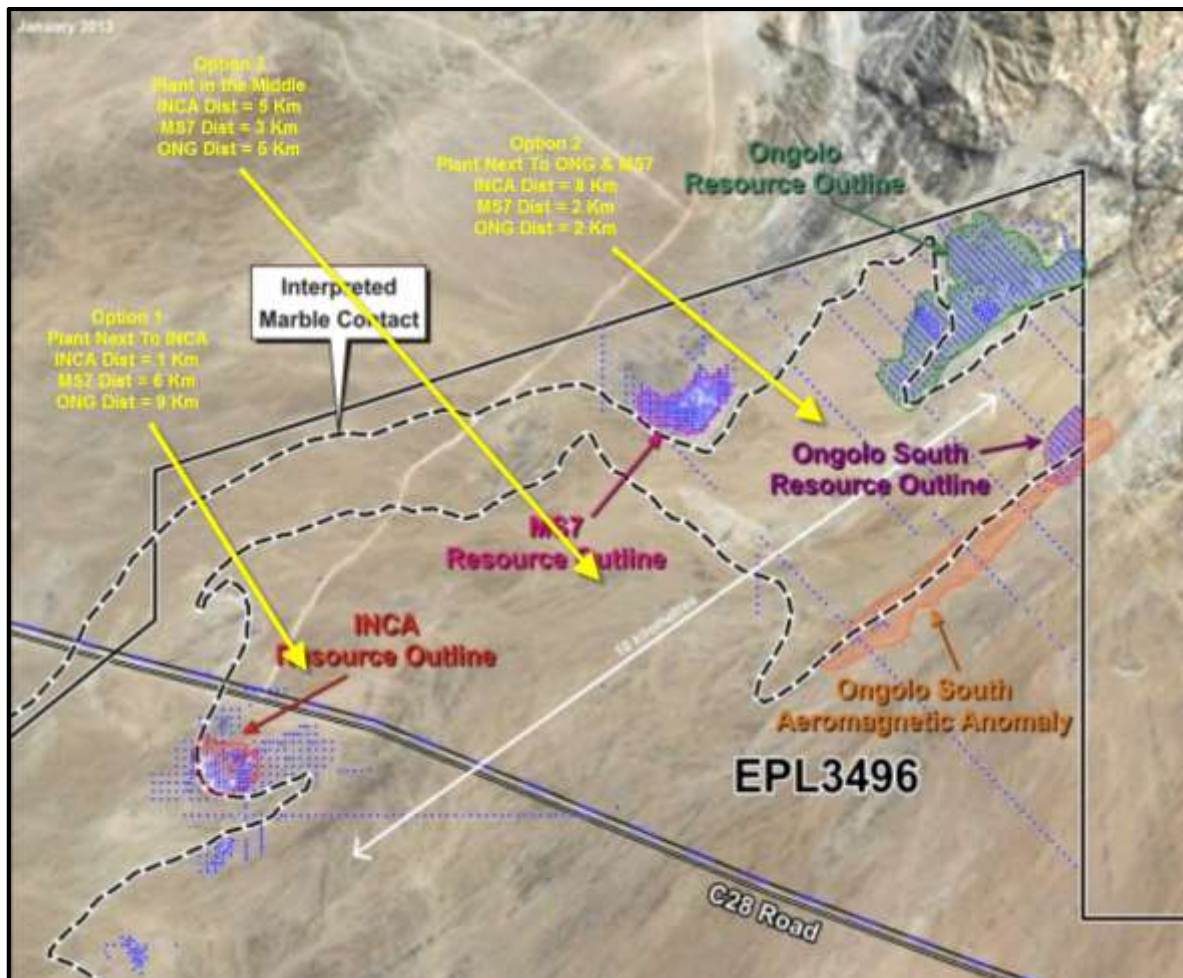 January 2013
Option 3
Plant in the Middle
INCA Dist = 5 Km
MS7 Dist = 3 Km
ONG Dist = 5 Km
Option 2
Plant Next To ONG & MS7
INCA Dist = 8 Km
MS7 Dist = 2 Km
ONG Dist = 2 Km
Ongolo
Resource Outline
Interpreted
Marble Contact
Option 1
Plant Next To INCA
INCA Dist = 1 Km
MS7 Dist = 6 Km
ONG Dist = 9 Km
Ongolo South
Resource Outline
MS7
Resource Outline
INCA
Resource Outline
10 kilometres
Ongolo South
Aeromagnetic Anomaly
EPL3496
C28 Road